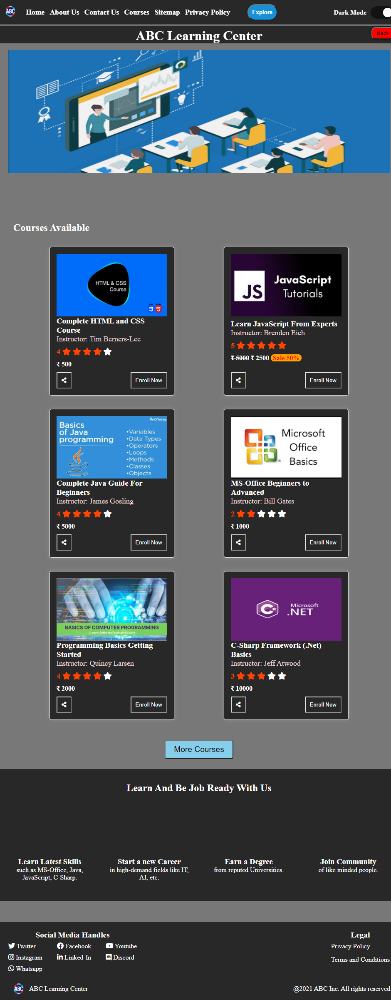 ABC Home About Us Contact Us Courses Sitemap Privacy Policy Explore Dark Mode
ABC Learning Center Back
Courses Available
HTML & CSS
Course
Complete HTML and CSS
Course
Instructor: Tim Berners-Lee
4
₹ 500
Enroll Now
JS JavaScript
Tutorials
Learn JavaScript From Experts
Instructor: Brenden Eich
5
₹ 5000 ₹ 2500 Sale 50%
Enroll Now
ArtOfTesting
Basics
of Java
programming
•Variables
•Data Types
•Operators
•Loops
•Methods
•Classes
•Objects
Complete Java Guide For
Beginners
Instructor: James Gosling
4
₹ 5000
Enroll Now
Microsoft
Office
Basics
MS-Office Beginners to
Advanced
Instructor: Bill Gates
2
₹ 1000
Enroll Now
BASICS OF COMPUTER PROGRAMMING
© www.SoftwareTestingHelp.com
Programming Basics Getting
Started
Instructor: Quincy Larsen
4
₹ 2000
Enroll Now
C#
Microsoft
.NET
C-Sharp Framework (.Net)
Basics
Instructor: Jeff Atwood
3
₹ 10000
Enroll Now
More Courses
Learn And Be Job Ready With Us
Learn Latest Skills
such as MS-Office, Java,
JavaScript, C-Sharp.
Start a new Career
in high-demand fields like IT,
AI, etc.
Earn a Degree
from reputed Universities.
Join Community
of like minded people.
Social Media Handles
Twitter Facebook Youtube
Instagram Linked-In Discord
Whatsapp
Legal
Privacy Policy
Terms and Conditions
ABC ABC Learning Center
@2021 ABC Inc. All rights reserved.